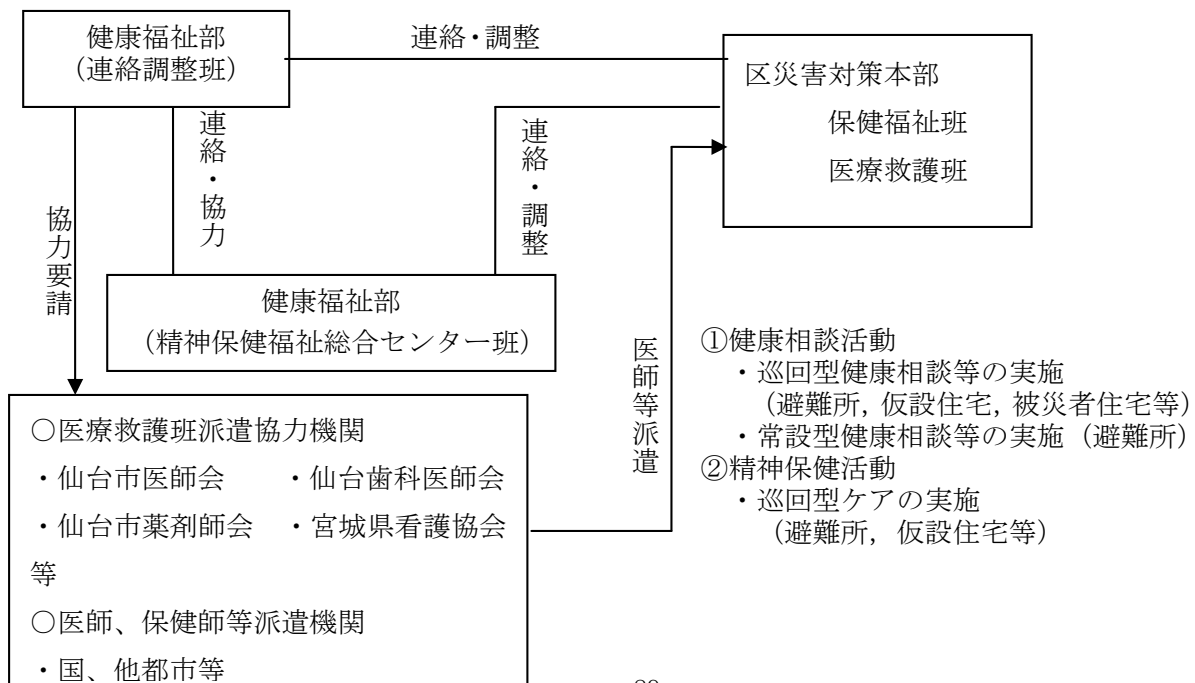 健康福祉部
（連絡調整班）
連絡・調整
区災害対策本部
保健福祉班
医療救護班
連絡・協力
連絡・調整
協力要請
健康福祉部
（精神保健福祉総合センター班）
医師等派遣
①健康相談活動
・巡回型健康相談等の実施
（避難所，仮設住宅，被災者住宅等）
・常設型健康相談等の実施（避難所）
②精神保健活動
・巡回型ケアの実施
（避難所，仮設住宅等）
○医療救護班派遣協力機関
・仙台市医師会　・仙台歯科医師会
・仙台市薬剤師会　・宮城県看護協会
等
○医師、保健師等派遣機関
・国、他都市等